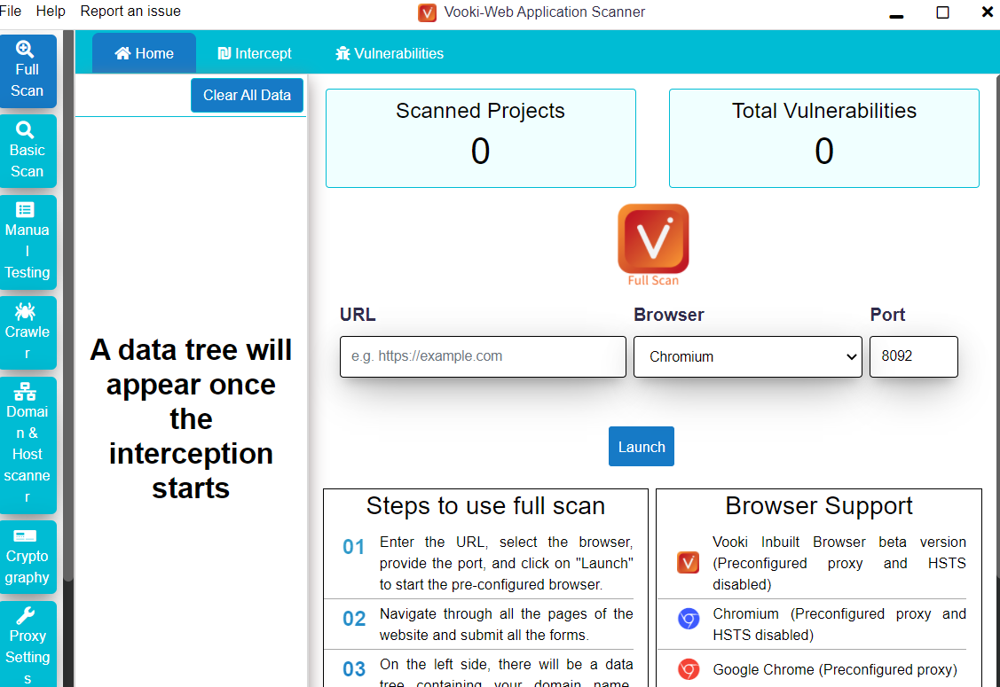 File Help Report an issue
Vooki-Web Application Scanner
Full
Scan
Basic
Scan
Manua
l
Testing
Crawle
r
Domai
n &
Host
scanne
r
Crypto
graphy
Proxy
Setting
s
Home
Intercept
Vulnerabilities
Clear All Data
A data tree will
appear once
the
interception
starts
Scanned Projects
0
Total Vulnerabilities
0
Full Scan
URL
Browser
Port
e.g. https://example.com
Chromium
8092
Launch
Steps to use full scan
01
Enter the URL, select the browser,
provide the port, and click on "Launch"
to start the pre-configured browser.
02
Navigate through all the pages of the
website and submit all the forms.
03
On the left side, there will be a data
tree containing your domain name.
Browser Support
Vooki Inbuilt Browser beta version
(Preconfigured proxy and HSTS
disabled)
Chromium (Preconfigured proxy and
HSTS disabled)
Google Chrome (Preconfigured proxy)